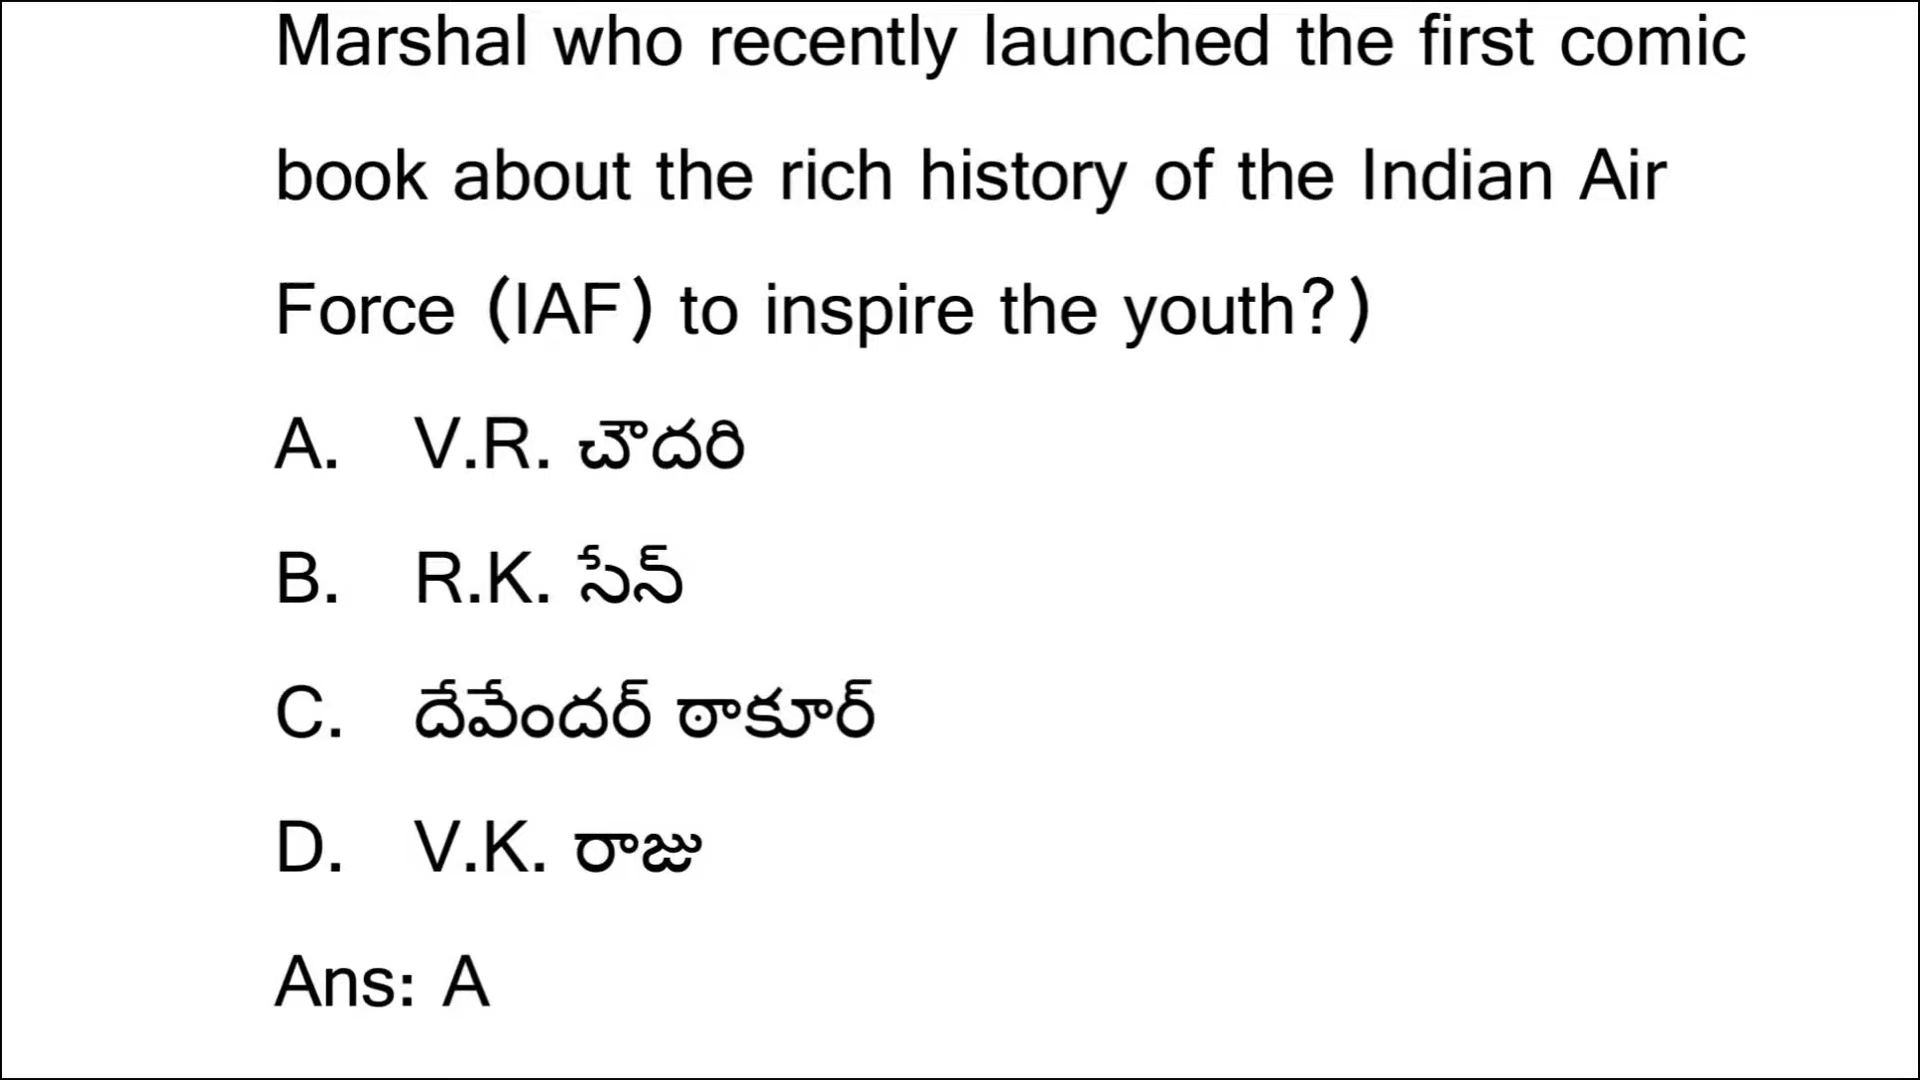 Marshal who recently launched the first comic
book about the rich history of the Indian Air
Force (IAF) to inspire the youth?)
A. V.R. చౌదరి
B. R.K. సేన్
C. దేవేందర్ ఠాకూర్
D. V.K. రాజు
Ans: A